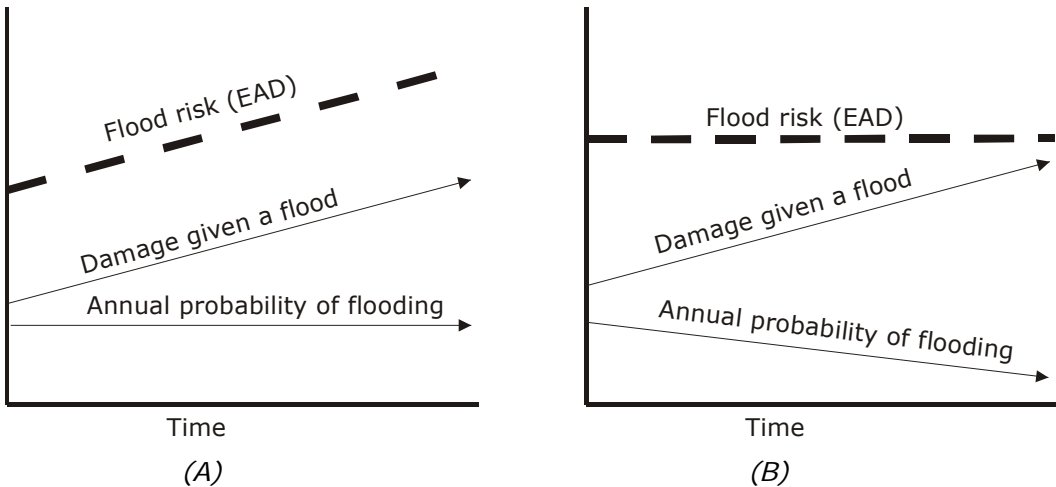 Flood risk (EAD)
Damage given a flood
Annual probability of flooding
Time
(A)
Flood risk (EAD)
Damage given a flood
Annual probability of flooding
Time
(B)